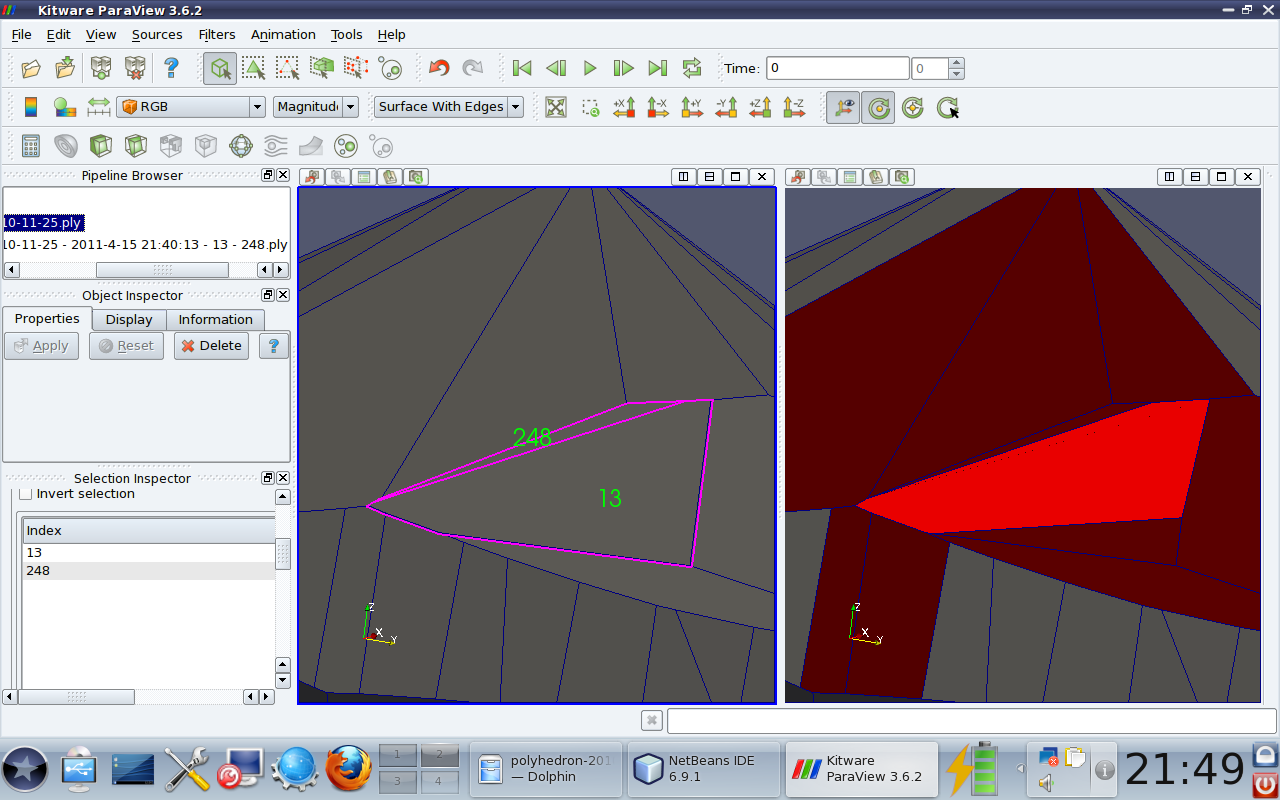 Kitware ParaView 3.6.2
File Edit View Sources Filters Animation Tools Help
Time: 0 0
RGB Magnitud Surface With Edges
+X -X +Y -Y +Z -Z
Pipeline Browser
10-11-25.ply
10-11-25 - 2011-4-15 21:40:13 - 13 - 248.ply
Object Inspector
Properties Display Information
Apply Reset Delete ?
Selection Inspector
Invert selection
Index
13
248
248
13
Z
X
Y
Z
X
Y
1 2
3 4
polyhedron-201
— Dolphin
NetBeans IDE
6.9.1
Kitware
ParaView 3.6.2
21:49